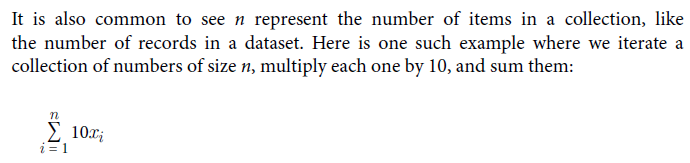 It is also common to see n represent the number of items in a collection, like
the number of records in a dataset. Here is one such example where we iterate a
collection of numbers of size n, multiply each one by 10, and sum them:
n
∑ 10xᵢ
i = 1